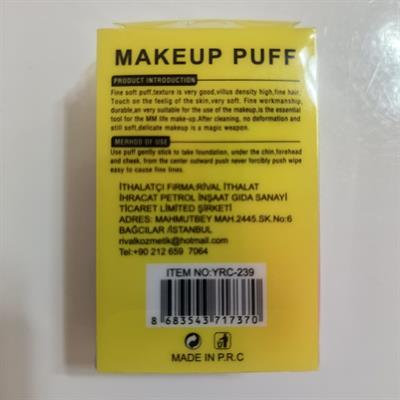 MAKEUP PUFF
PRODUCT INTRODUCTION
Fine soft puff,texture is very good,villus density high,fine hair,
Touch on the feelig of the skin,very soft. Fine workmanship,
durable,an very suitable for the use of the makeup,is the essential
tool for the MM life make-up.After cleaning, no deformation and
still soft,delicate makeup is a magic weapon.
MERHOD OF USE
Use puff gently stick to take foundation, under the chin,forehead
and cheek, from the center outward push never forcibly push wipe
easy to cause fine lines.
İTHALATÇI FIRMA:RİVAL İTHALAT
İHRACAT PETROL İNŞAAT GIDA SANAYİ
TİCARET LİMİTED ŞİRKETİ
ADRES: MAHMUTBEY MAH.2445.SK.No:6
BAĞCILAR /İSTANBUL
rivalkozmetik@hotmail.com
Tel:+90 212 659 7064
ITEM NO:YRC-239
8 683543 717370
MADE IN P.R.C